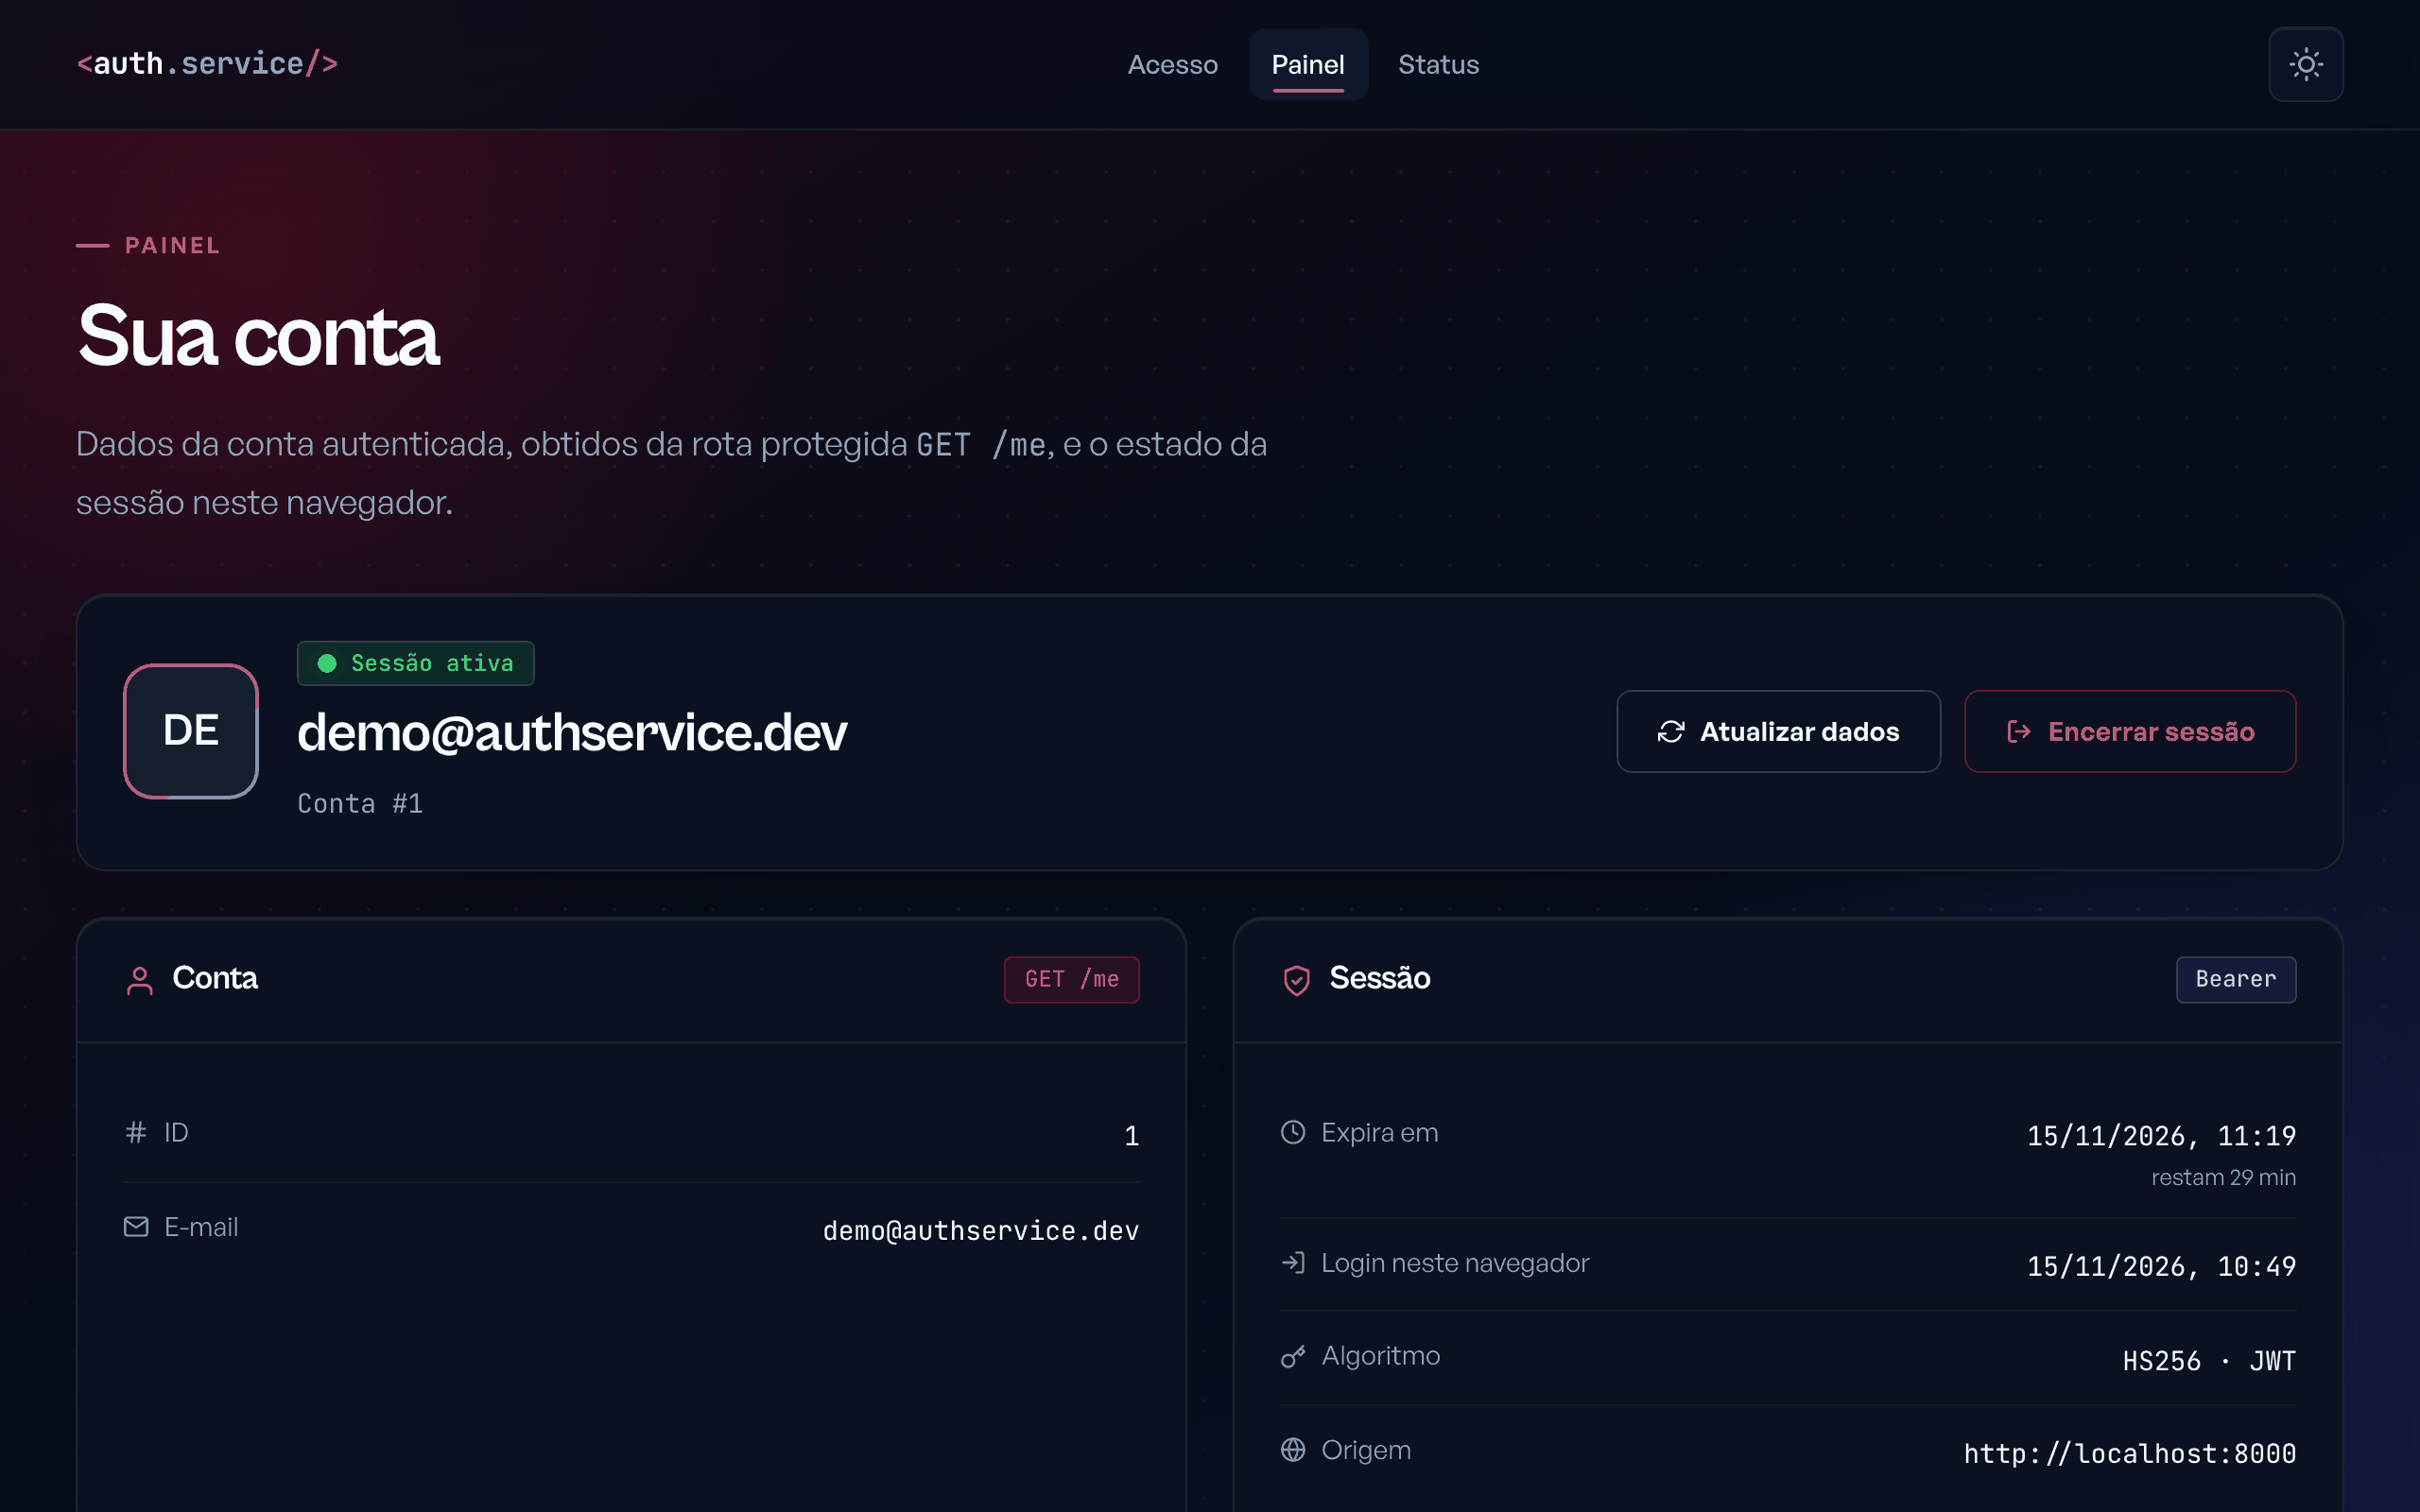 <auth.service/>
Acesso
Painel
Status
PAINEL
Sua conta
Dados da conta autenticada, obtidos da rota protegida GET /me, e o estado da
sessão neste navegador.
DE
Sessão ativa
demo@authservice.dev
Conta #1
Atualizar dados
Encerrar sessão
Conta
GET /me
ID
1
E-mail
demo@authservice.dev
Sessão
Bearer
Expira em
15/11/2026, 11:19
restam 29 min
Login neste navegador
15/11/2026, 10:49
Algoritmo
HS256 · JWT
Origem
http://localhost:8000